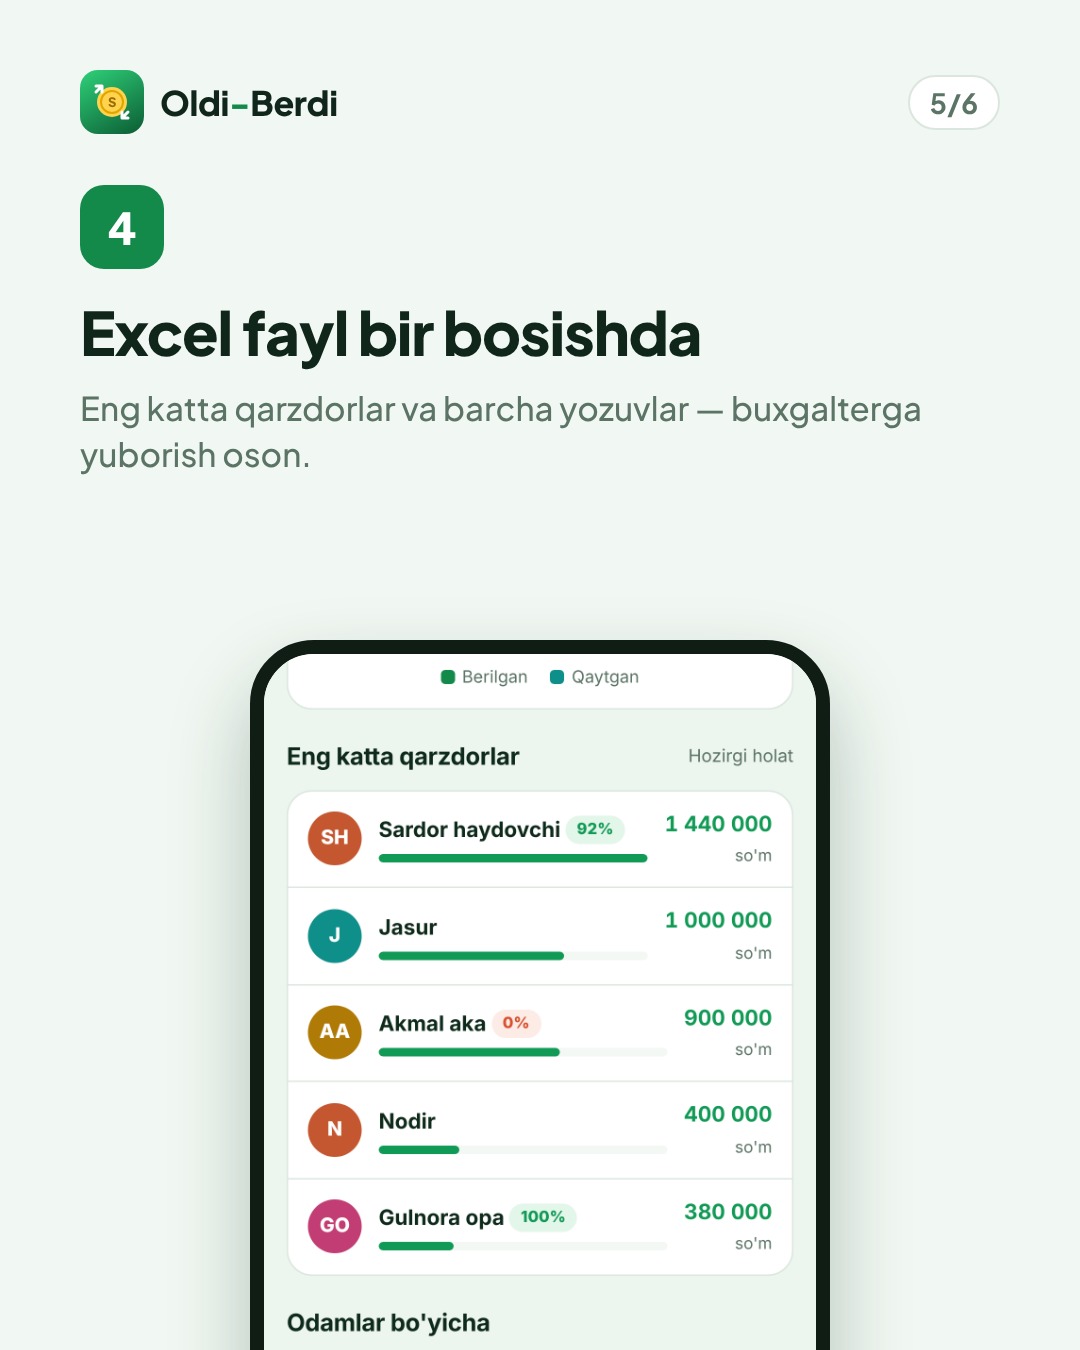 S
Oldi-Berdi
5/6
4
Excel fayl bir bosishda
Eng katta qarzdorlar va barcha yozuvlar — buxgalterga
yuborish oson.
Berilgan Qaytgan
Eng katta qarzdorlar Hozirgi holat
SH Sardor haydovchi 92% 1 440 000
so'm
J Jasur 1 000 000
so'm
AA Akmal aka 0% 900 000
so'm
N Nodir 400 000
so'm
GO Gulnora opa 100% 380 000
so'm
Odamlar bo'yicha